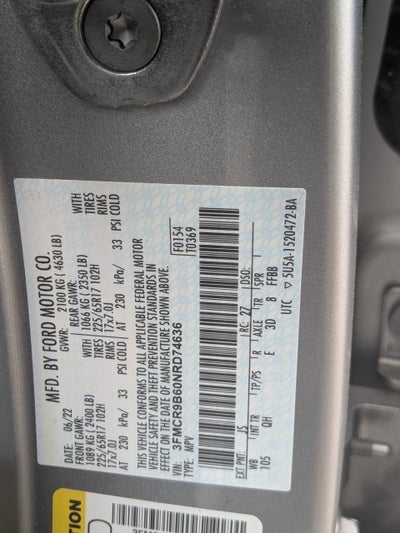 MFD. BY FORD MOTOR CO.
06/22
GVWR: 2100 KG (4630 LB)
FRONT GAWR: 1089 KG (2400 LB)
225/65R17 102H
17x7.0J
AT 230 kPa/ 33 PSI COLD
REAR GAWR: 1066 KG (2350 LB)
225/65R17 102H
17x7.0J
AT 230 kPa/ 33 PSI COLD
WITH
TIRES
RIMS
WITH
TIRES
RIMS
THIS VEHICLE CONFORMS TO ALL APPLICABLE FEDERAL MOTOR
VEHICLE SAFETY AND THEFT PREVENTION STANDARDS IN
EFFECT ON THE DATE OF MANUFACTURE SHOWN ABOVE.
VIN: 3FMCR9B60NRD74636
TYPE: MPV
F0154
T0369
EXT PNT: JS RC: 27 DSO:
WB TP/PS R AXLE TR SPR
105 QH E 3D 8 FFBB
UTC ▽ 5U5A-1520472-BA